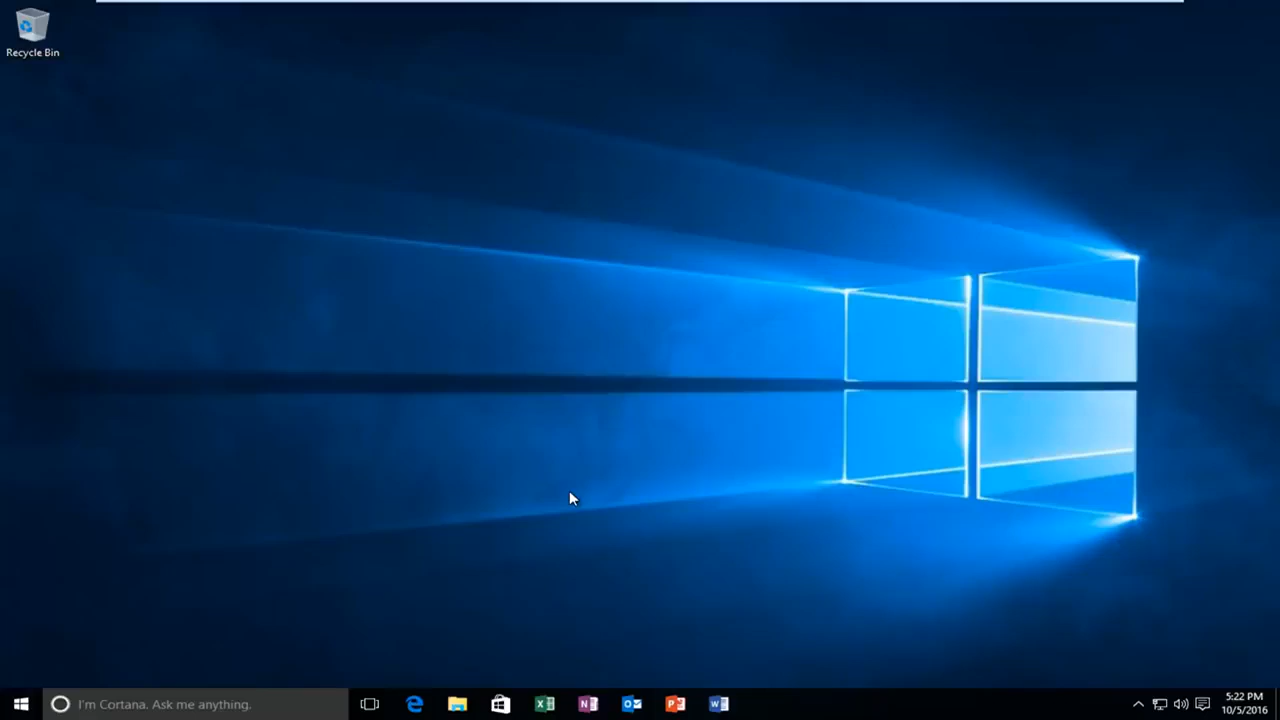 Recycle Bin
I'm Cortana. Ask me anything.
N
O
P
W
5:22 PM
10/5/2016